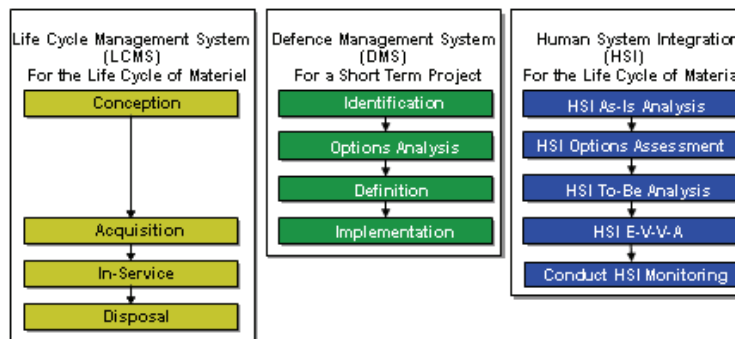 Life Cycle Management System
(LCMS)
For the Life Cycle of Materiel
Conception
Acquisition
In-Service
Disposal
Defence Management System
(DMS)
For a Short Term Project
Identification
Options Analysis
Definition
Implementation
Human System Integration
(HSI)
For the Life Cycle of Materia
HSI As-Is Analysis
HSI Options Assessment
HSI To-Be Analysis
HSI E-V-V-A
Conduct HSI Monitoring